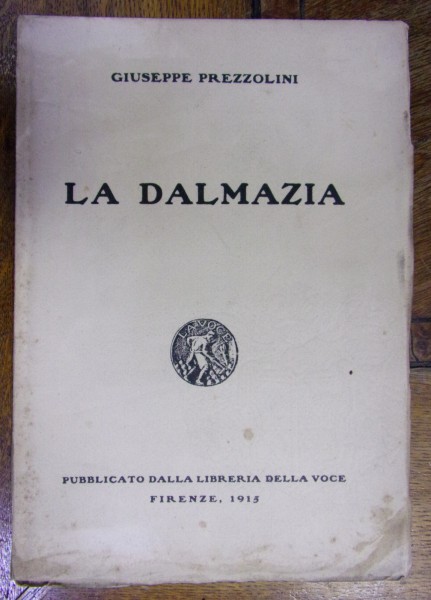 GIUSEPPE PREZZOLINI
LA DALMAZIA
LA VOCE
PUBBLICATO DALLA LIBRERIA DELLA VOCE
FIRENZE, 1915